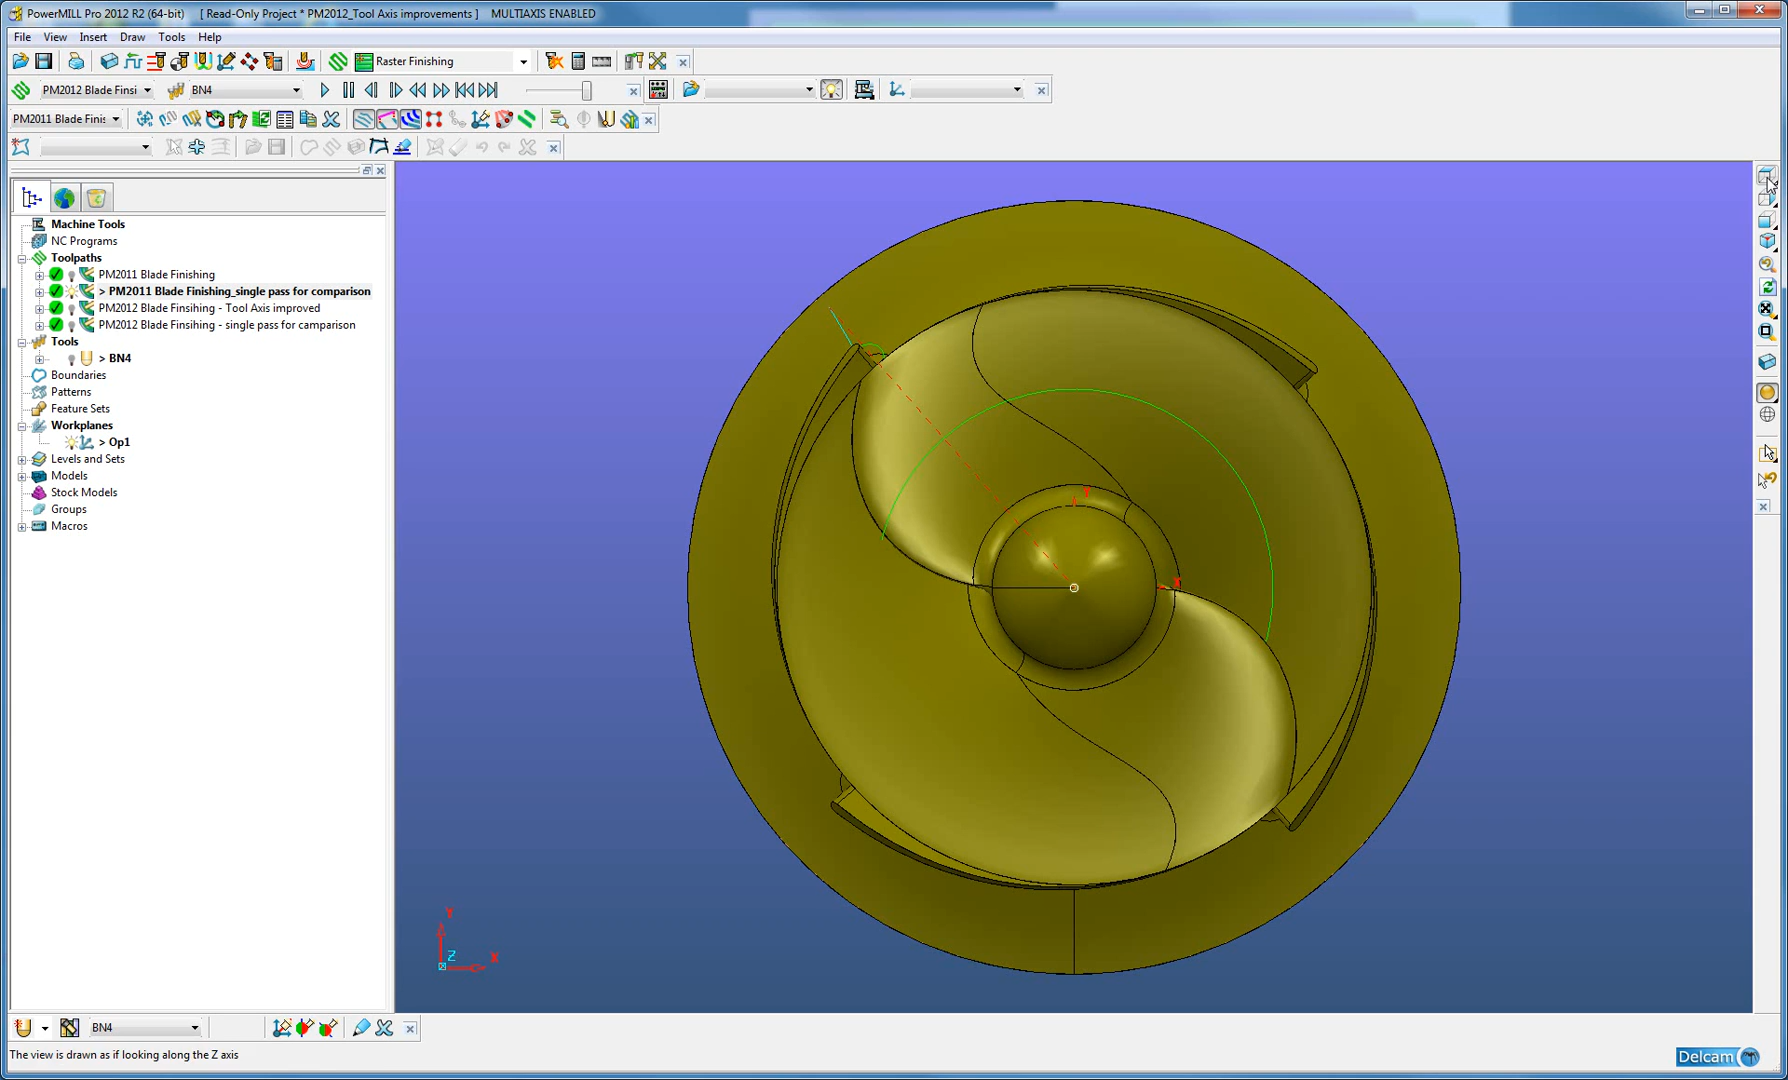 PowerMILL Pro 2012 R2 (64-bit) [ Read-Only Project * PM2012_Tool Axis improvements ] MULTIAXIS ENABLED
File View Insert Draw Tools Help
Raster Finishing
PM2012 Blade Finsi BN4
PM2011 Blade Finis
Machine Tools
NC Programs
Toolpaths
PM2011 Blade Finishing
> PM2011 Blade Finishing_single pass for comparison
PM2012 Blade Finsihing - Tool Axis improved
PM2012 Blade Finsihing - single pass for camparison
Tools
> BN4
Boundaries
Patterns
Feature Sets
Workplanes
> Op1
Levels and Sets
Models
Stock Models
Groups
Macros
Y
X
Y
Z
X
BN4
The view is drawn as if looking along the Z axis
Delcam